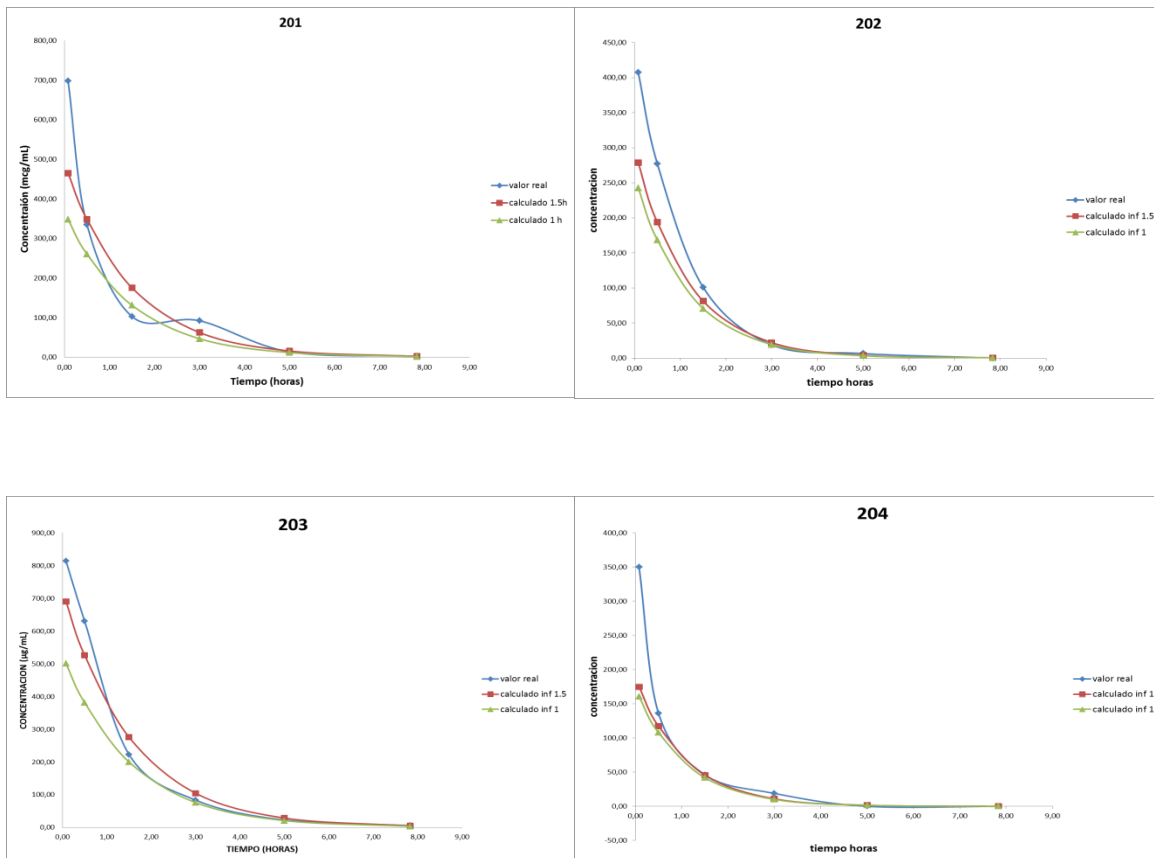 201
800,00
700,00
600,00
500,00
400,00
300,00
200,00
100,00
0,00
0,00 1,00 2,00 3,00 4,00 5,00 6,00 7,00 8,00 9,00
Concentraión (mcg/mL)
Tiempo (horas)
valor real
calculado 1.5h
calculado 1 h
202
450,00
400,00
350,00
300,00
250,00
200,00
150,00
100,00
50,00
0,00
0,00 1,00 2,00 3,00 4,00 5,00 6,00 7,00 8,00 9,00
concentracion
tiempo horas
valor real
calculado inf 1.5
calculado inf 1
203
900,00
800,00
700,00
600,00
500,00
400,00
300,00
200,00
100,00
0,00
0,00 1,00 2,00 3,00 4,00 5,00 6,00 7,00 8,00 9,00
CONCENTRACION (µg/mL)
TIEMPO (HORAS)
valor real
calculado inf 1.5
calculado inf 1
204
400,00
350,00
300,00
250,00
200,00
150,00
100,00
50,00
0,00
-50,00
0,00 1,00 2,00 3,00 4,00 5,00 6,00 7,00 8,00 9,00
concentracion
tiempo horas
valor real
calculado inf 1
calculado inf 1